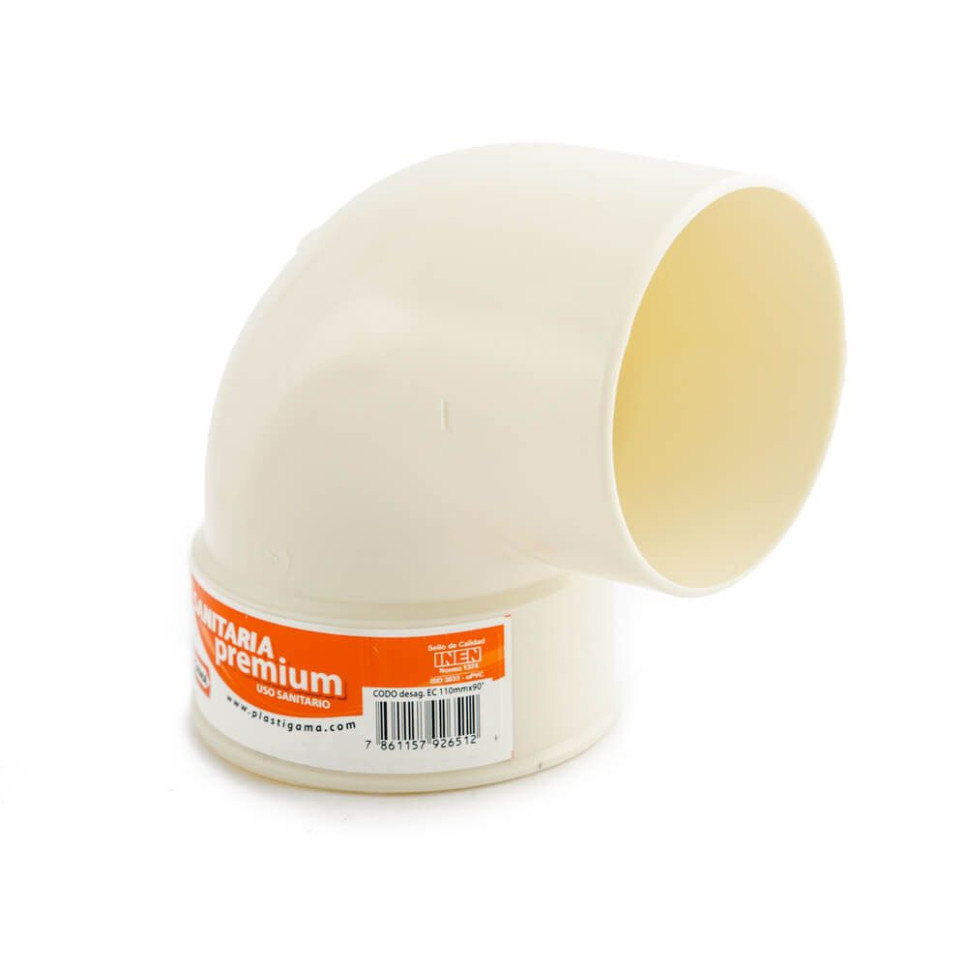 SANITARIA
premium
USO SANITARIO
www.plastigama.com
Sello de Calidad
INEN
Norma 1374
ISO 3633 - uPVC
CODO desag. EC 110mmx90°
7 861157 926512